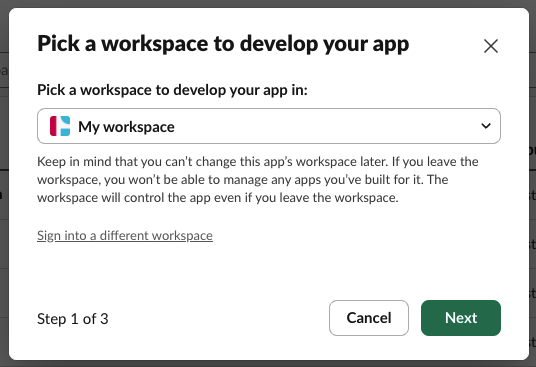 Pick a workspace to develop your app
Pick a workspace to develop your app in:
My workspace
Keep in mind that you can't change this app's workspace later. If you leave the
workspace, you won't be able to manage any apps you've built for it. The
workspace will control the app even if you leave the workspace.
Sign into a different workspace
Step 1 of 3
Cancel
Next